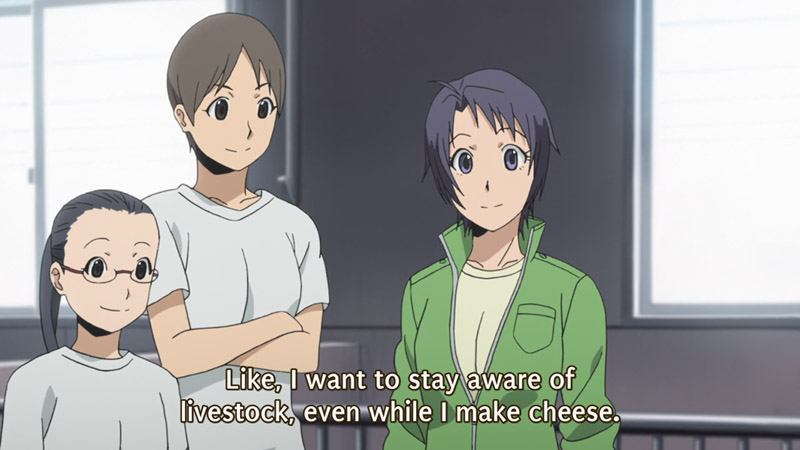 Like, I want to stay aware of
livestock, even while I make cheese.